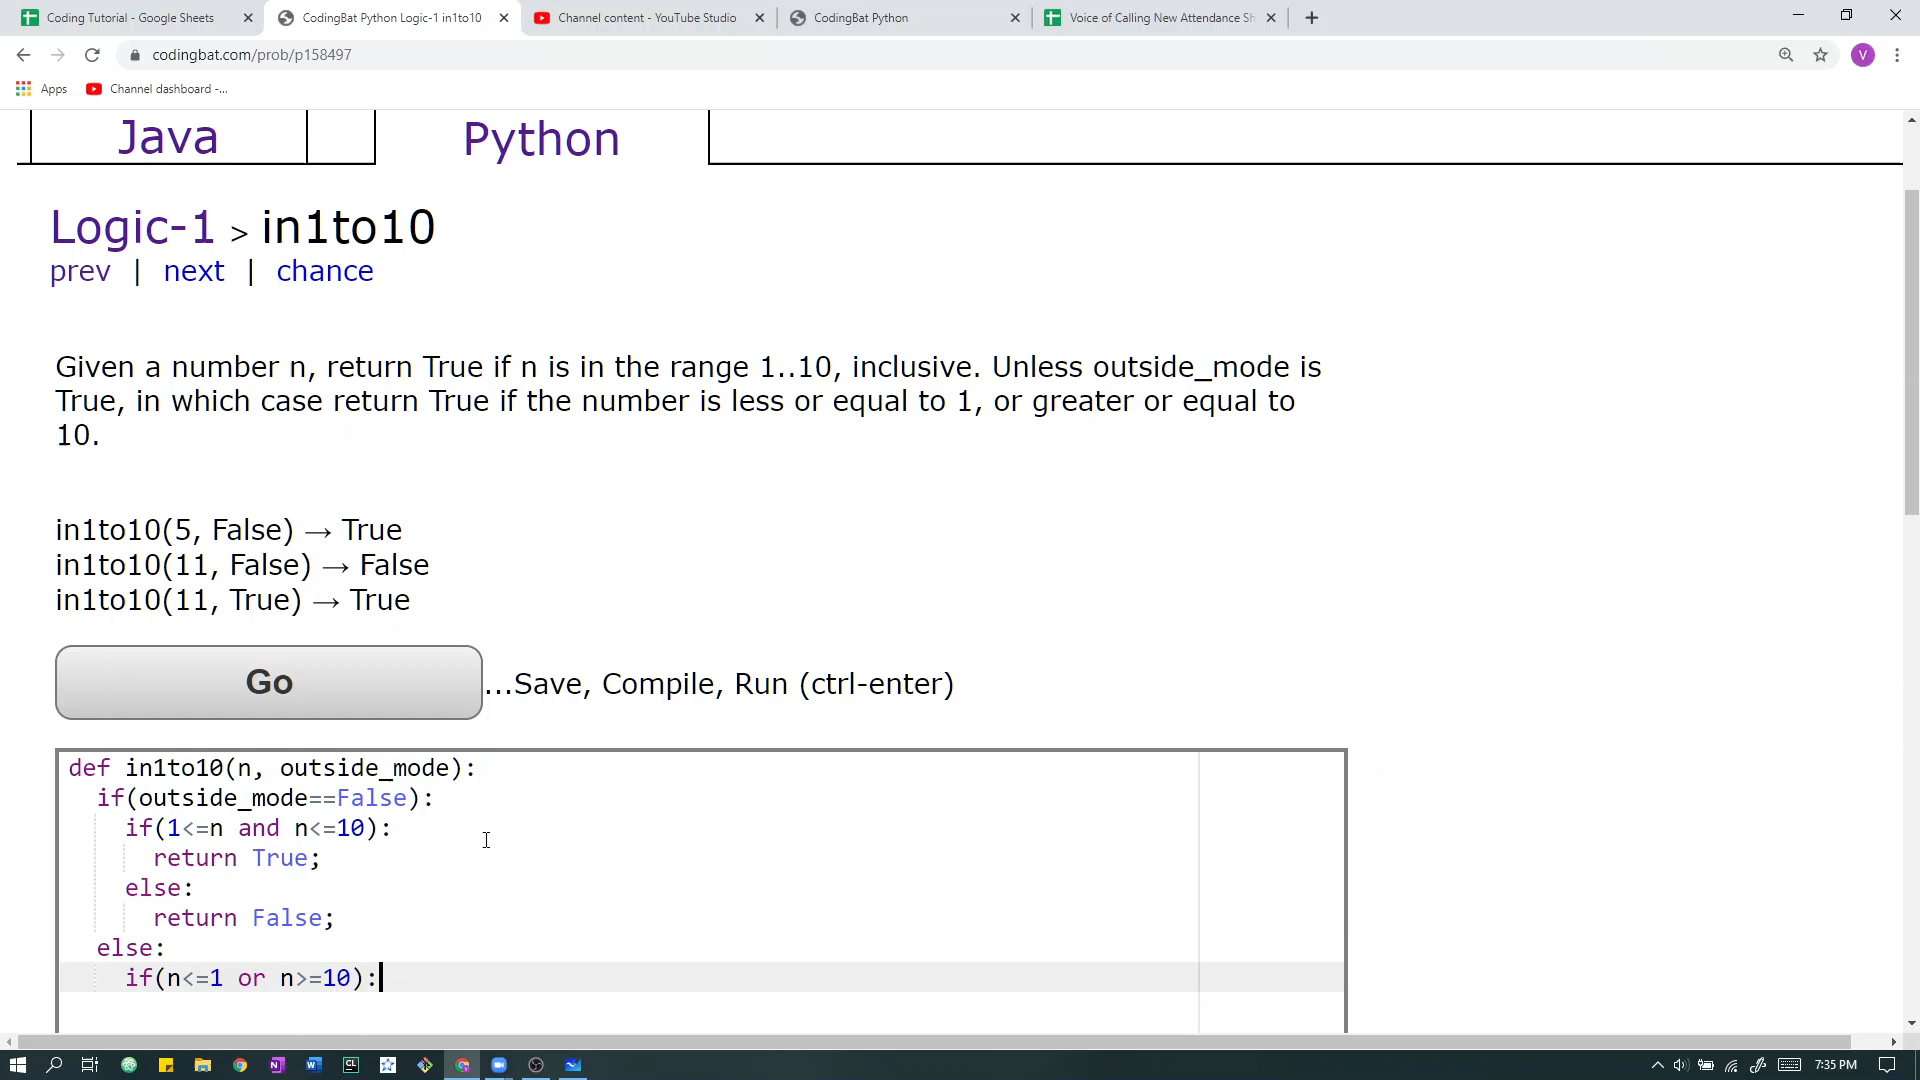 Coding Tutorial - Google Sheets
CodingBat Python Logic-1 in1to10
Channel content - YouTube Studio
CodingBat Python
Voice of Calling New Attendance Sh
codingbat.com/prob/p158497
V
Apps
Channel dashboard -...
Java
Python
Logic-1 > in1to10
prev | next | chance
Given a number n, return True if n is in the range 1..10, inclusive. Unless outside_mode is
True, in which case return True if the number is less or equal to 1, or greater or equal to
10.
in1to10(5, False) → True
in1to10(11, False) → False
in1to10(11, True) → True
Go
...Save, Compile, Run (ctrl-enter)
def in1to10(n, outside_mode):
if(outside_mode==False):
if(1<=n and n<=10):
return True;
else:
return False;
else:
if(n<=1 or n>=10):
CL
7:35 PM